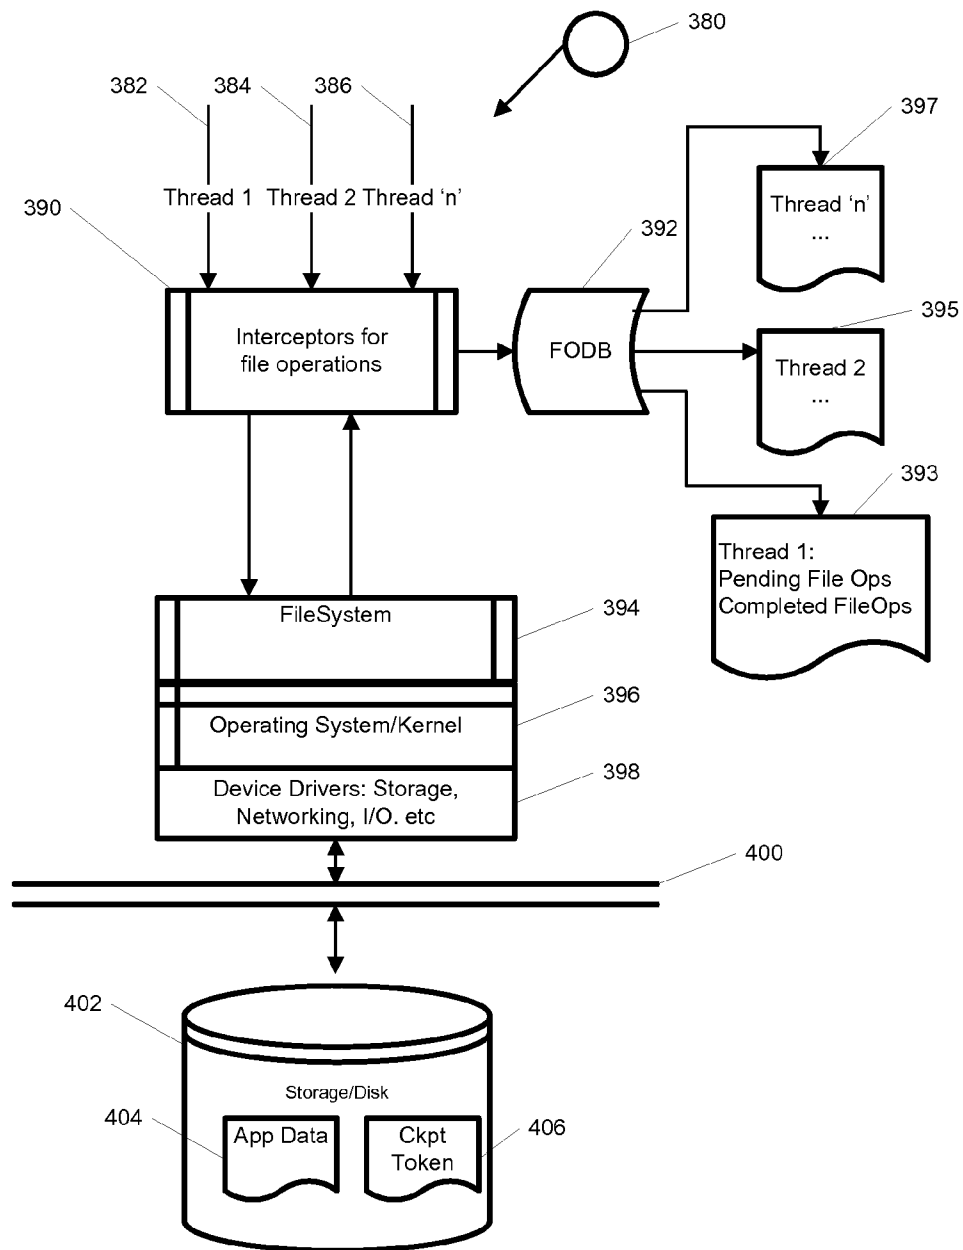 380
382
384
386
397
Thread 1
Thread 2
Thread 'n'
390
392
Thread 'n'
...
395
Interceptors for
file operations
FODB
Thread 2
...
393
Thread 1:
Pending File Ops
Completed FileOps
FileSystem
394
396
Operating System/Kernel
398
Device Drivers: Storage,
Networking, I/O. etc
400
402
Storage/Disk
404
App Data
Ckpt
Token
406